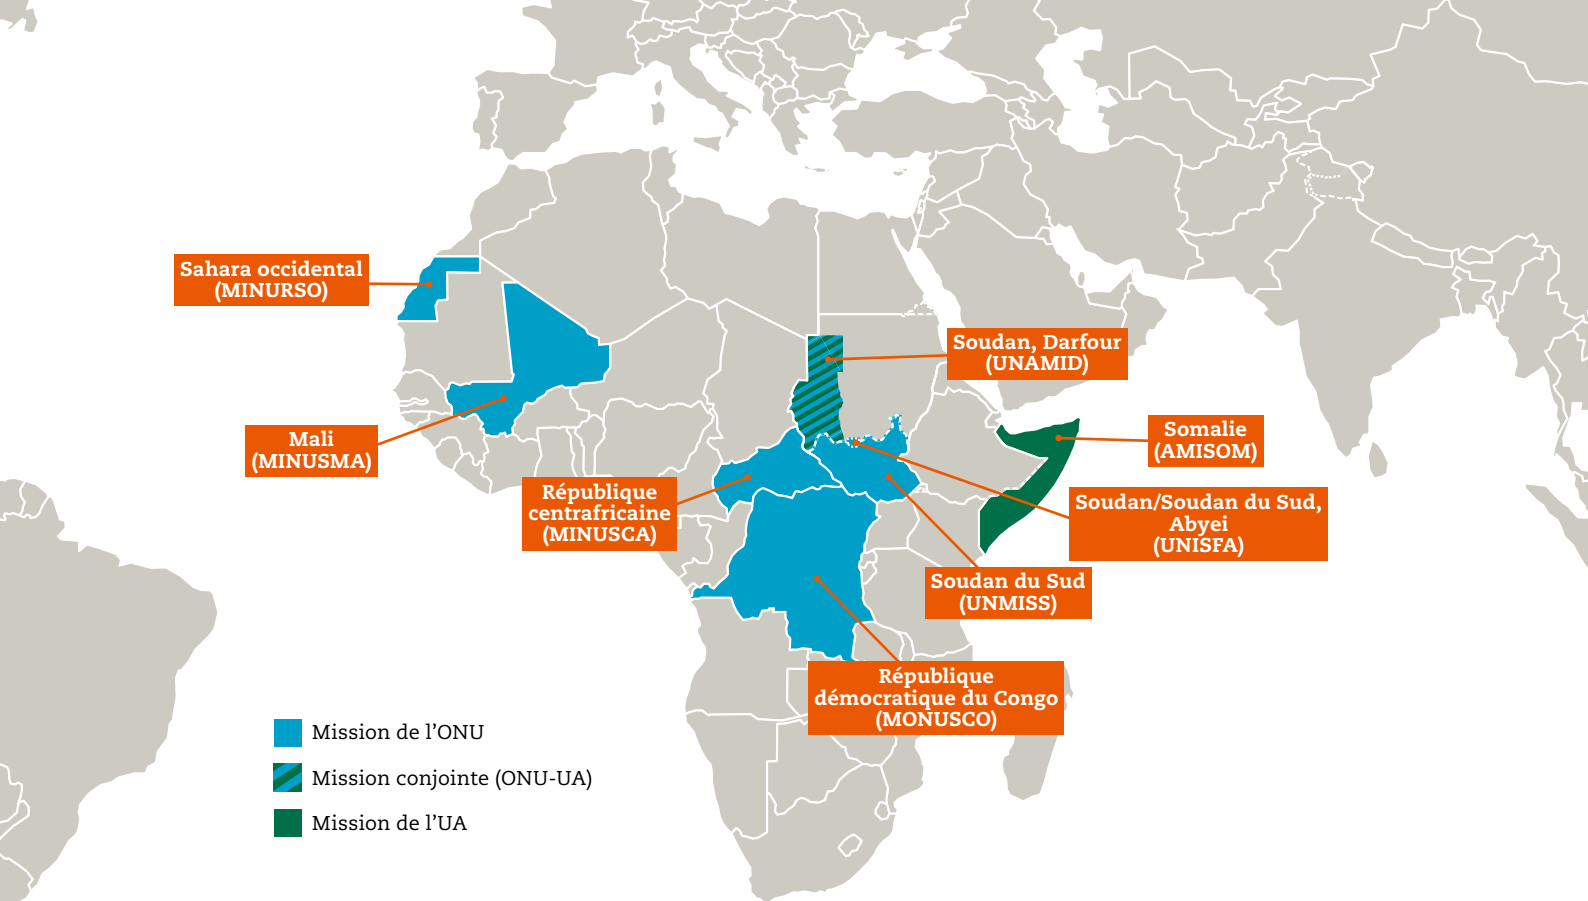 Sahara occidental
(MINURSO)
Soudan, Darfour
(UNAMID)
Mali
(MINUSMA)
Somalie
(AMISOM)
République
centrafricaine
(MINUSCA)
Soudan/Soudan du Sud,
Abyei
(UNISFA)
Soudan du Sud
(UNMISS)
République
démocratique du Congo
(MONUSCO)
Mission de l’ONU
Mission conjointe (ONU-UA)
Mission de l’UA